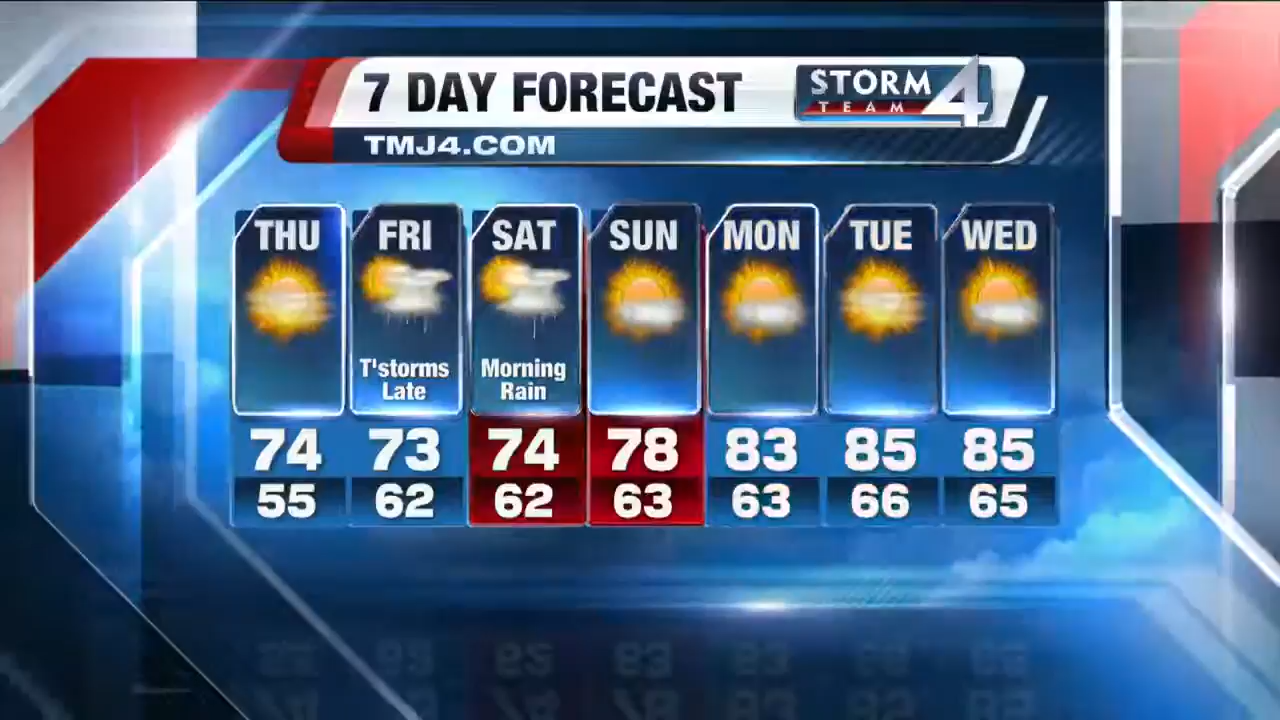 7 DAY FORECAST
STORM
TEAM 4
TMJ4.COM
THU FRI SAT SUN MON TUE WED
T'storms Late
Morning Rain
74 73 74 78 83 85 85
55 62 62 63 63 66 65